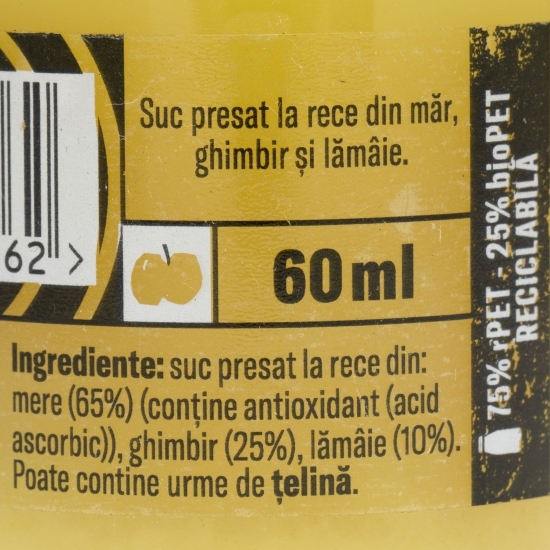 Suc presat la rece din măr,
ghimbir și lămâie.
62 >
60 ml
Ingrediente: suc presat la rece din:
mere (65%) (conține antioxidant (acid
ascorbic)), ghimbir (25%), lămâie (10%).
Poate contine urme de țelină.
75% rPET - 25% bioPET
RECICLABILĂ